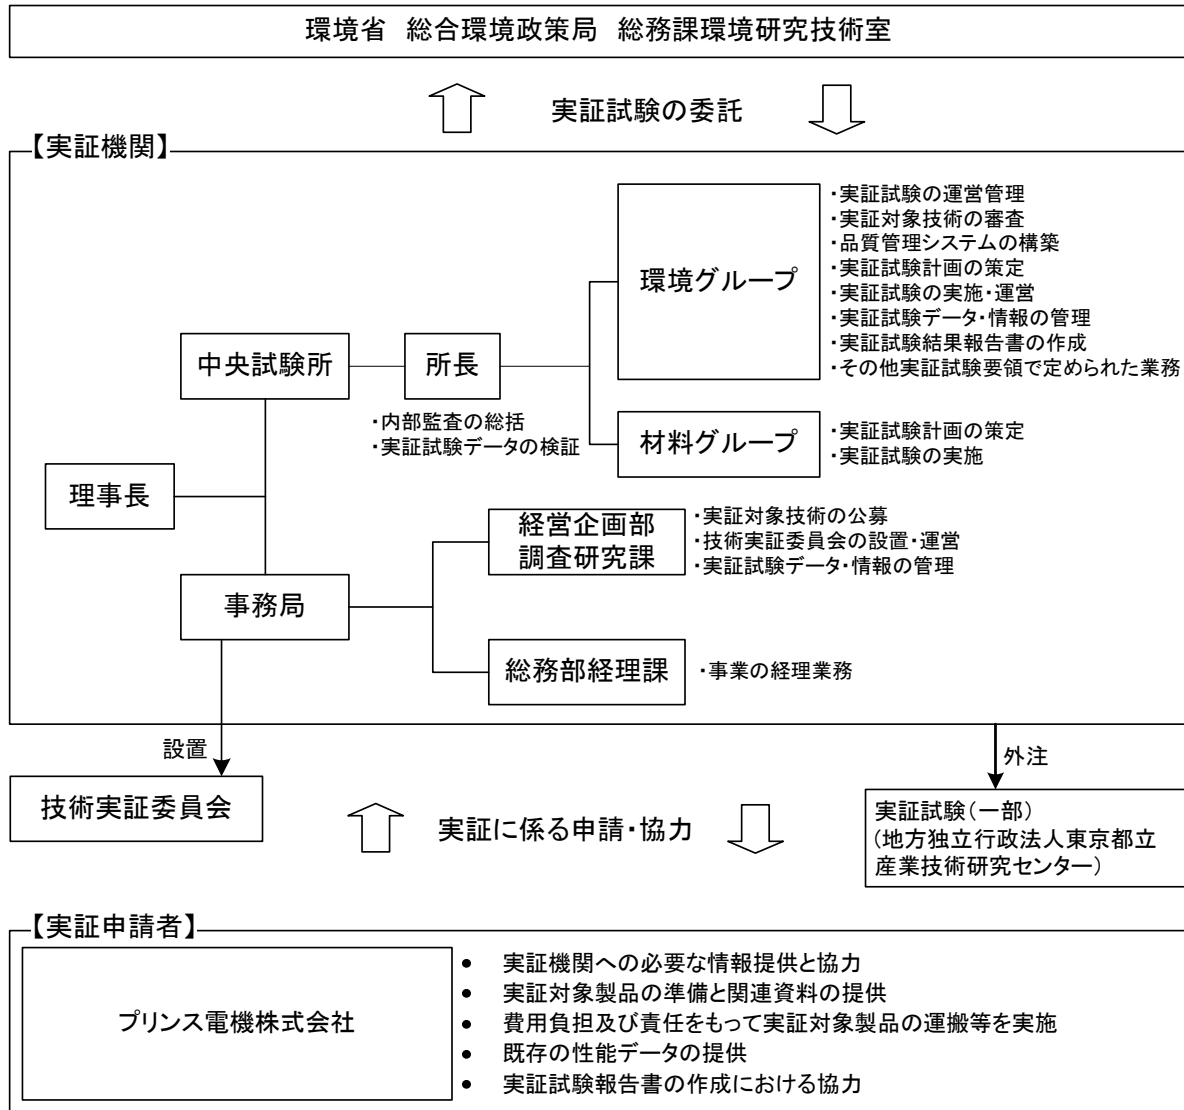 環境省　総合環境政策局　総務課環境研究技術室
実証試験の委託
【実証機関】
環境グループ
・実証試験の運営管理
・実証対象技術の審査
・品質管理システムの構築
・実証試験計画の策定
・実証試験の実施・運営
・実証試験データ・情報の管理
・実証試験結果報告書の作成
・その他実証試験要領で定められた業務
中央試験所
所長
・内部監査の総括
・実証試験データの検証
材料グループ
・実証試験計画の策定
・実証試験の実施
理事長
経営企画部
調査研究課
・実証対象技術の公募
・技術実証委員会の設置・運営
・実証試験データ・情報の管理
事務局
総務部経理課
・事業の経理業務
設置
外注
技術実証委員会
実証に係る申請・協力
実証試験（一部）
（地方独立行政法人東京都立
産業技術研究センター）
【実証申請者】
プリンス電機株式会社
● 実証機関への必要な情報提供と協力
● 実証対象製品の準備と関連資料の提供
● 費用負担及び責任をもって実証対象製品の運搬等を実施
● 既存の性能データの提供
● 実証試験報告書の作成における協力